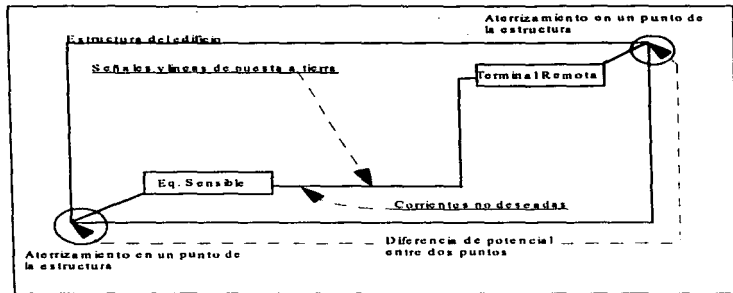 Aterrizamiento en un punto de
la estructura
Estructura del edificio
Señales y lineas de puesta a tierra
Terminal Remota
Eq. Sensible
Corrientes no deseadas
Diferencia de potencial
entre dos puntos
Aterrizamiento en un punto de
la estructura